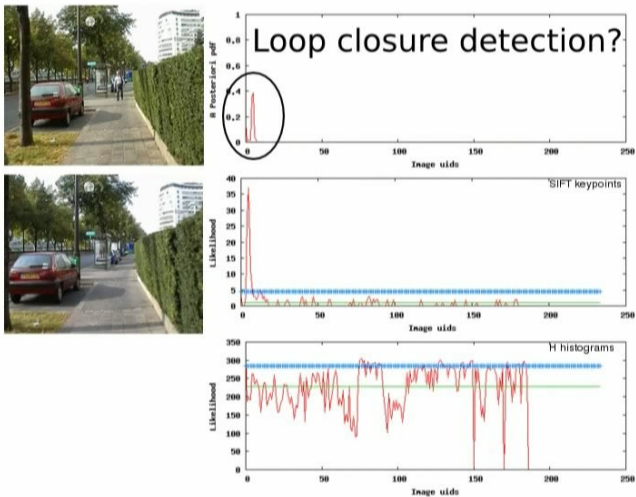 Loop closure detection?
A Posteriori pdf
1
0.8
0.6
0.4
0.2
0
0 50 100 150 200 250
Image uids
SIFT keypoints
Likelihood
40
35
30
25
20
15
10
5
0
0 50 100 150 200 250
Image uids
H histograms
Likelihood
350
300
250
200
150
100
50
0
0 50 100 150 200 250
Image uids